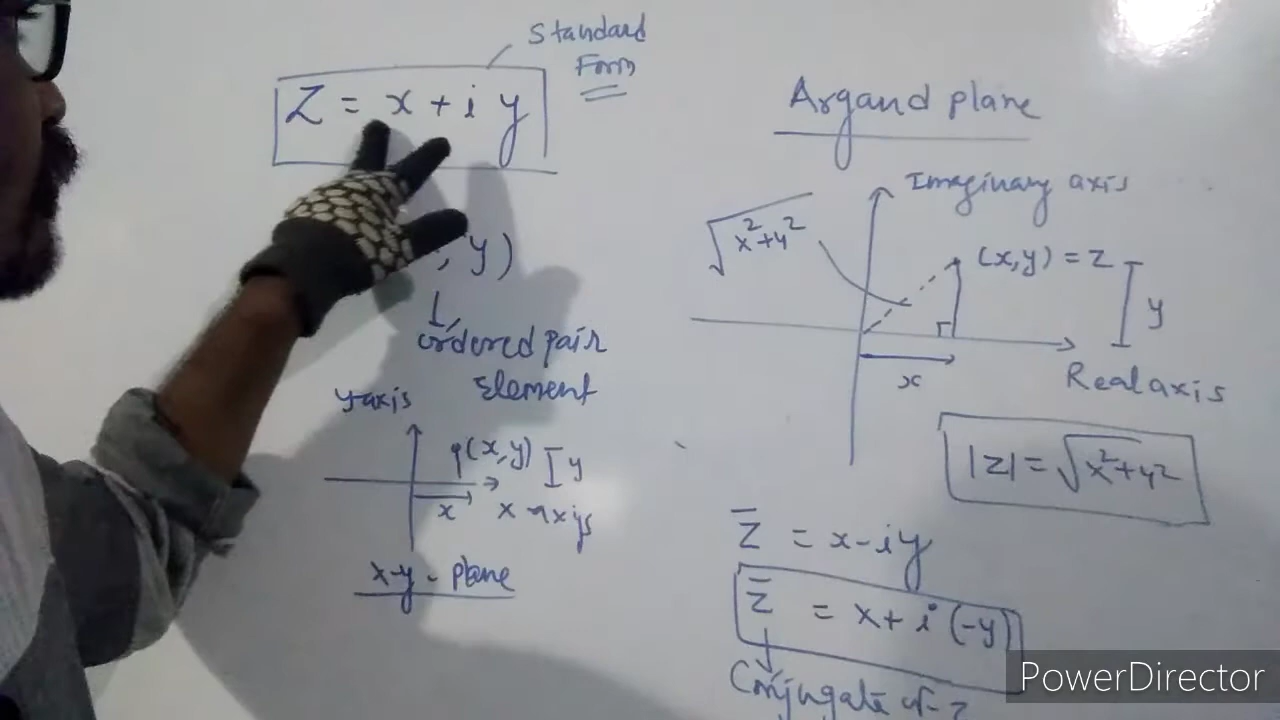 Standard
Form
Z = x + i y
, y)
ordered pair
Element
y-axis
(x, y)
y
x
x-axis
x-y-plane
Argand plane
Imaginary axis
√x²+y²
(x,y) = Z
y
x
Real axis
|Z| = √x²+y²
Z̅ = x-iy
Z̅ = x+i(-y)
Conjugate of z
PowerDirector